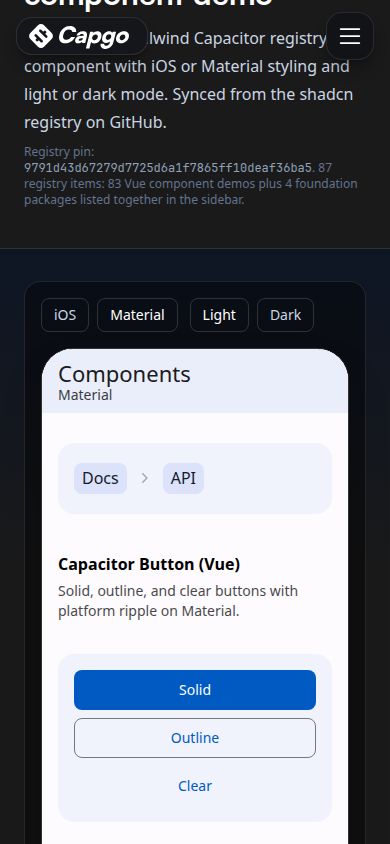 component demo
Capgo
lwind Capacitor registry
component with iOS or Material styling and
light or dark mode. Synced from the shadcn
registry on GitHub.
Registry pin:
9791d43d67279d7725d6a1f7865ff10deaf36ba5. 87
registry items: 83 Vue component demos plus 4 foundation
packages listed together in the sidebar.
iOS Material Light Dark
Components
Material
Docs > API
Capacitor Button (Vue)
Solid, outline, and clear buttons with
platform ripple on Material.
Solid
Outline
Clear